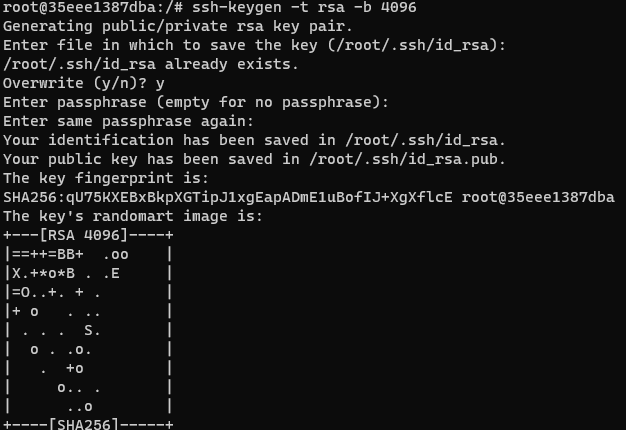 root@35eee1387dba:/# ssh-keygen -t rsa -b 4096
Generating public/private rsa key pair.
Enter file in which to save the key (/root/.ssh/id_rsa):
/root/.ssh/id_rsa already exists.
Overwrite (y/n)? y
Enter passphrase (empty for no passphrase):
Enter same passphrase again:
Your identification has been saved in /root/.ssh/id_rsa.
Your public key has been saved in /root/.ssh/id_rsa.pub.
The key fingerprint is:
SHA256:qU75KXEBxBkpXGTipJ1xgEapADmE1uBofIJ+XgXflcE root@35eee1387dba
The key's randomart image is:
+---[RSA 4096]----+
|==++=BB+  .oo    |
|X.+*o*B . .E     |
|=O..+. + .       |
|+ o   . ..       |
| . . .  S.       |
|  o . .o.        |
|   .  +o         |
|     o.. .       |
|      ..o        |
+----[SHA256]-----+